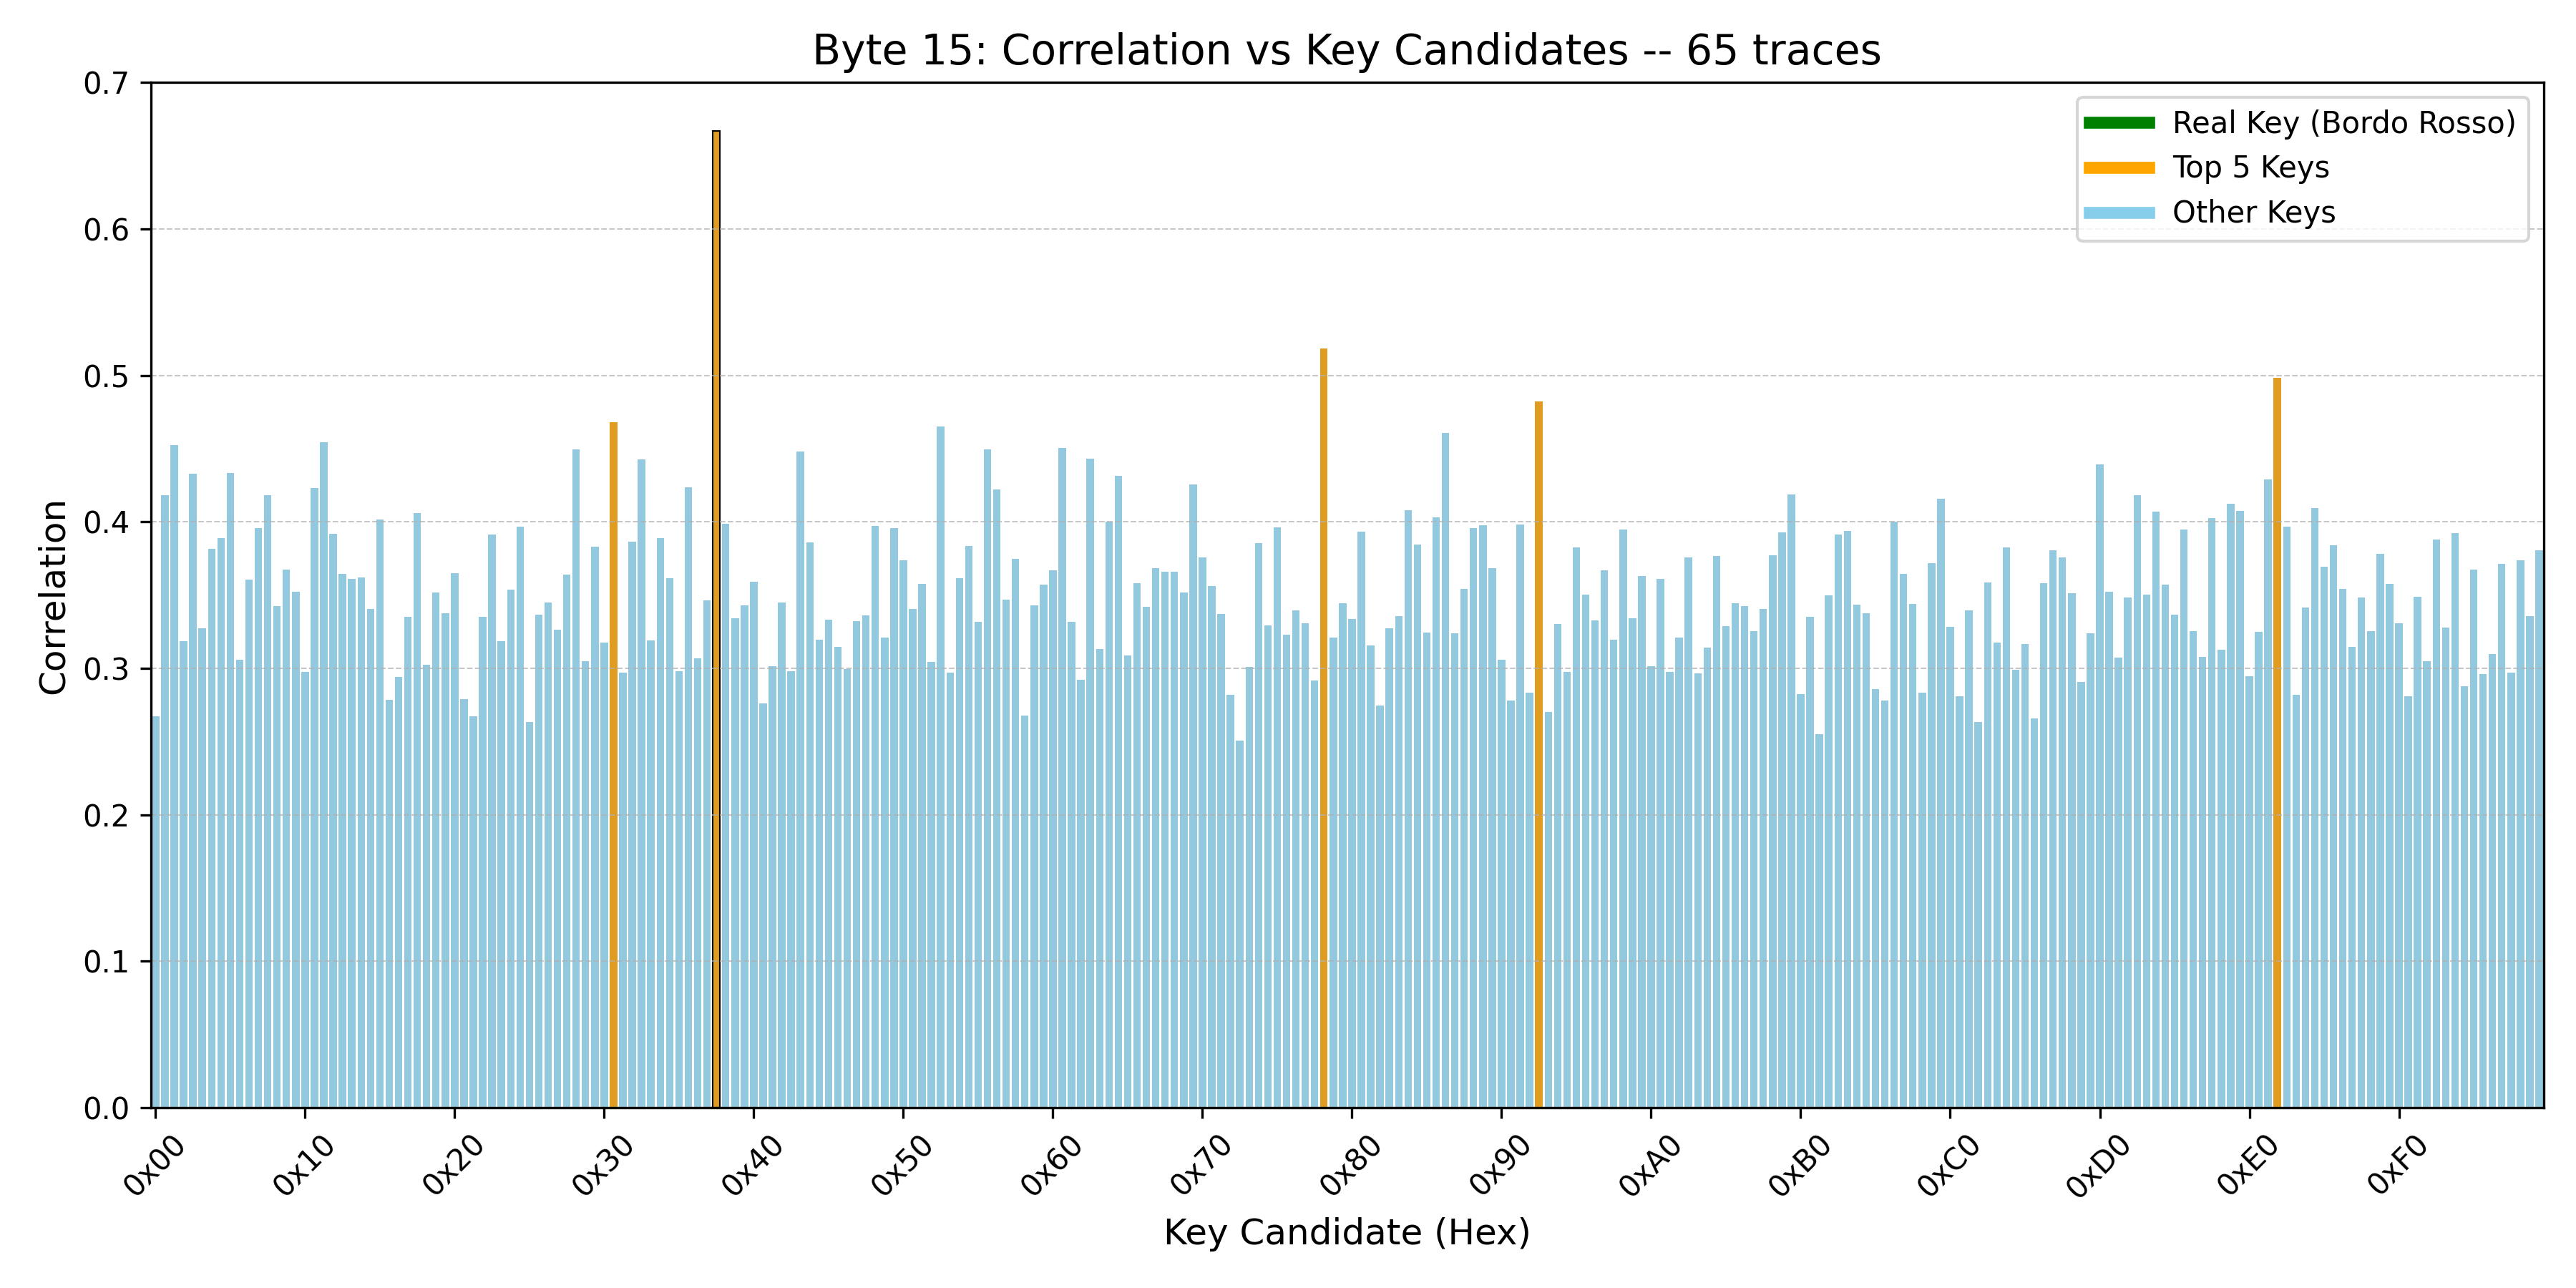 Byte 15: Correlation vs Key Candidates -- 65 traces
Real Key (Bordo Rosso)
Top 5 Keys
Other Keys
Correlation
0.7
0.6
0.5
0.4
0.3
0.2
0.1
0.0
0x00
0x10
0x20
0x30
0x40
0x50
0x60
0x70
0x80
0x90
0xA0
0xB0
0xC0
0xD0
0xE0
0xF0
Key Candidate (Hex)